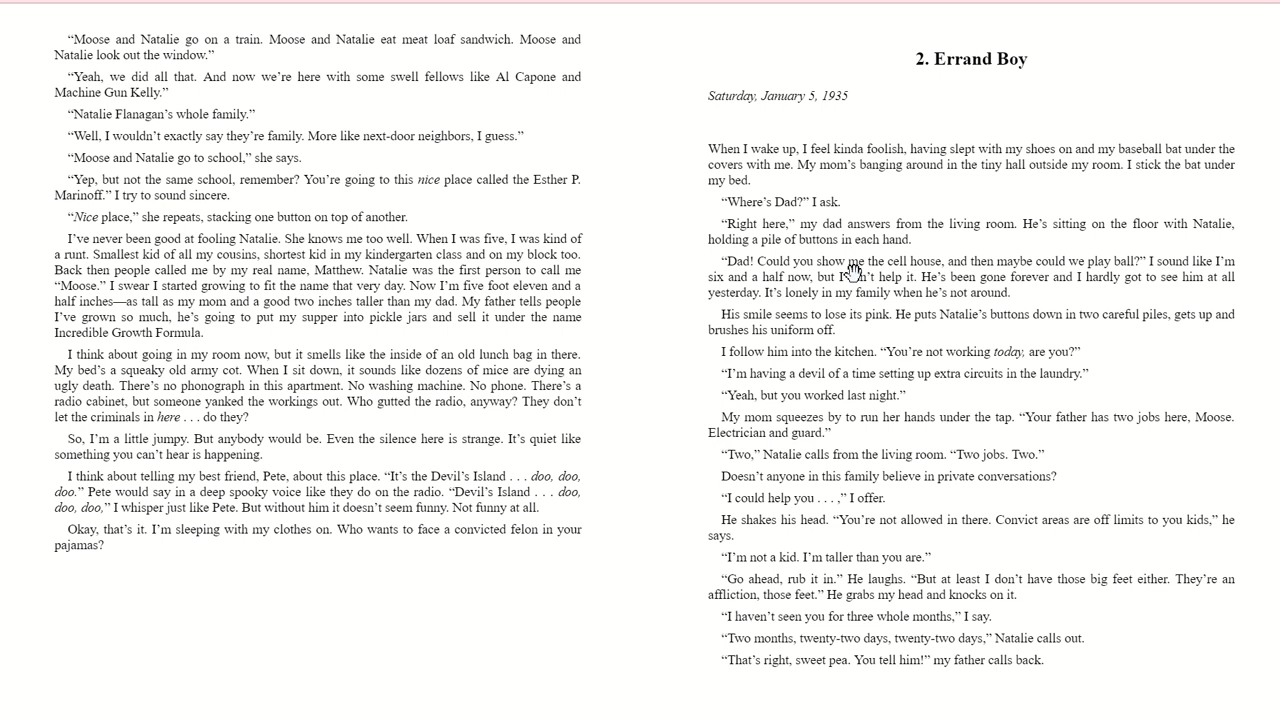 “Moose and Natalie go on a train. Moose and Natalie eat meat loaf sandwich. Moose and
Natalie look out the window.”
“Yeah, we did all that. And now we’re here with some swell fellows like Al Capone and
Machine Gun Kelly.”
“Natalie Flanagan’s whole family.”
“Well, I wouldn’t exactly say they’re family. More like next-door neighbors, I guess.”
“Moose and Natalie go to school,” she says.
“Yep, but not the same school, remember? You’re going to this nice place called the Esther P.
Marinoff.” I try to sound sincere.
“Nice place,” she repeats, stacking one button on top of another.
I’ve never been good at fooling Natalie. She knows me too well. When I was five, I was kind of
a runt. Smallest kid of all my cousins, shortest kid in my kindergarten class and on my block too.
Back then people called me by my real name, Matthew. Natalie was the first person to call me
“Moose.” I swear I started growing to fit the name that very day. Now I’m five foot eleven and a
half inches—as tall as my mom and a good two inches taller than my dad. My father tells people
I’ve grown so much, he’s going to put my supper into pickle jars and sell it under the name
Incredible Growth Formula.
I think about going in my room now, but it smells like the inside of an old lunch bag in there.
My bed’s a squeaky old army cot. When I sit down, it sounds like dozens of mice are dying an
ugly death. There’s no phonograph in this apartment. No washing machine. No phone. There’s a
radio cabinet, but someone yanked the workings out. Who gutted the radio, anyway? They don’t
let the criminals in here . . . do they?
So, I’m a little jumpy. But anybody would be. Even the silence here is strange. It’s quiet like
something you can’t hear is happening.
I think about telling my best friend, Pete, about this place. “It’s the Devil’s Island . . . doo, doo,
doo.” Pete would say in a deep spooky voice like they do on the radio. “Devil’s Island . . . doo,
doo, doo,” I whisper just like Pete. But without him it doesn’t seem funny. Not funny at all.
Okay, that’s it. I’m sleeping with my clothes on. Who wants to face a convicted felon in your
pajamas?
2. Errand Boy
Saturday, January 5, 1935
When I wake up, I feel kinda foolish, having slept with my shoes on and my baseball bat under the
covers with me. My mom’s banging around in the tiny hall outside my room. I stick the bat under
my bed.
“Where’s Dad?” I ask.
“Right here,” my dad answers from the living room. He’s sitting on the floor with Natalie,
holding a pile of buttons in each hand.
“Dad! Could you show me the cell house, and then maybe could we play ball?” I sound like I’m
six and a half now, but I help it. He’s been gone forever and I hardly got to see him at all
yesterday. It’s lonely in my family when he’s not around.
His smile seems to lose its pink. He puts Natalie’s buttons down in two careful piles, gets up and
brushes his uniform off.
I follow him into the kitchen. “You’re not working today, are you?”
“I’m having a devil of a time setting up extra circuits in the laundry.”
“Yeah, but you worked last night.”
My mom squeezes by to run her hands under the tap. “Your father has two jobs here, Moose.
Electrician and guard.”
“Two,” Natalie calls from the living room. “Two jobs. Two.”
Doesn’t anyone in this family believe in private conversations?
“I could help you . . . ,” I offer.
He shakes his head. “You’re not allowed in there. Convict areas are off limits to you kids,” he
says.
“I’m not a kid. I’m taller than you are.”
“Go ahead, rub it in.” He laughs. “But at least I don’t have those big feet either. They’re an
affliction, those feet.” He grabs my head and knocks on it.
“I haven’t seen you for three whole months,” I say.
“Two months, twenty-two days, twenty-two days,” Natalie calls out.
“That’s right, sweet pea. You tell him!” my father calls back.